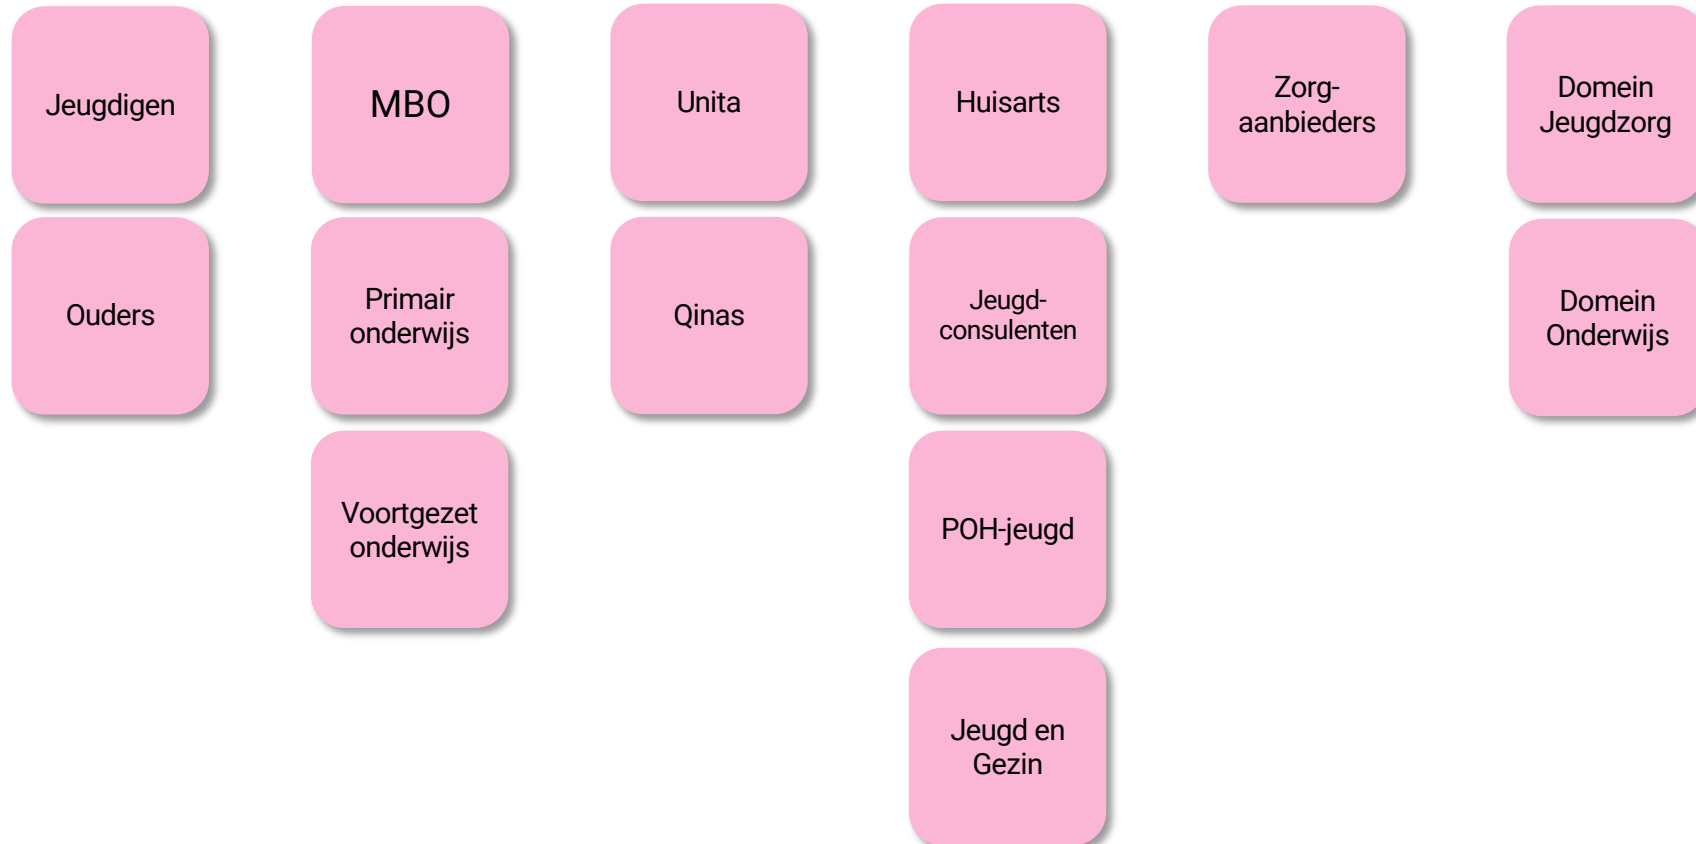 Jeugdigen
MBO
Unita
Huisarts
Zorg-
aanbieders
Domein
Jeugdzorg
Ouders
Primair
onderwijs
Qinas
Jeugd-
consulenten
Domein
Onderwijs
Voortgezet
onderwijs
POH-jeugd
Jeugd en
Gezin